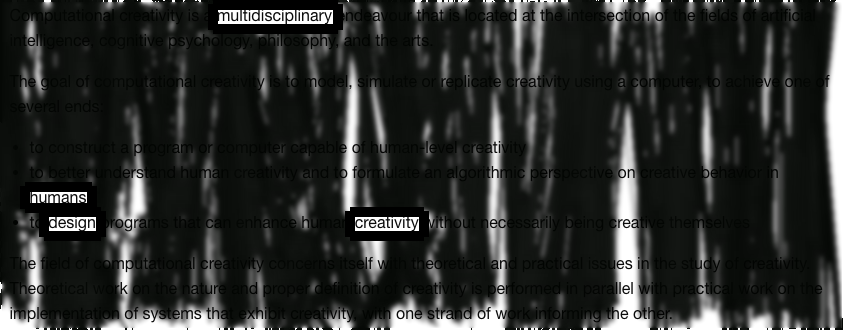 Computational creativity is a multidisciplinary endeavour that is located at the intersection of the fields of artificial
intelligence, cognitive psychology, philosophy, and the arts.
The goal of computational creativity is to model, simulate or replicate creativity using a computer, to achieve one of
several ends:
• to construct a program or computer capable of human-level creativity
• to better understand human creativity and to formulate an algorithmic perspective on creative behavior in
humans
• to design programs that can enhance human creativity without necessarily being creative themselves
The field of computational creativity concerns itself with theoretical and practical issues in the study of creativity.
Theoretical work on the nature and proper definition of creativity is performed in parallel with practical work on the
implementation of systems that exhibit creativity, with one strand of work informing the other.